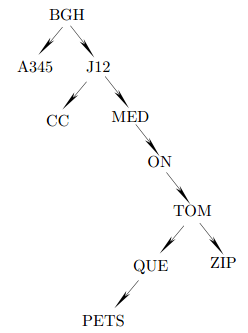 BGH
A345 J12
CC MED
ON
TOM
QUE ZIP
PETS